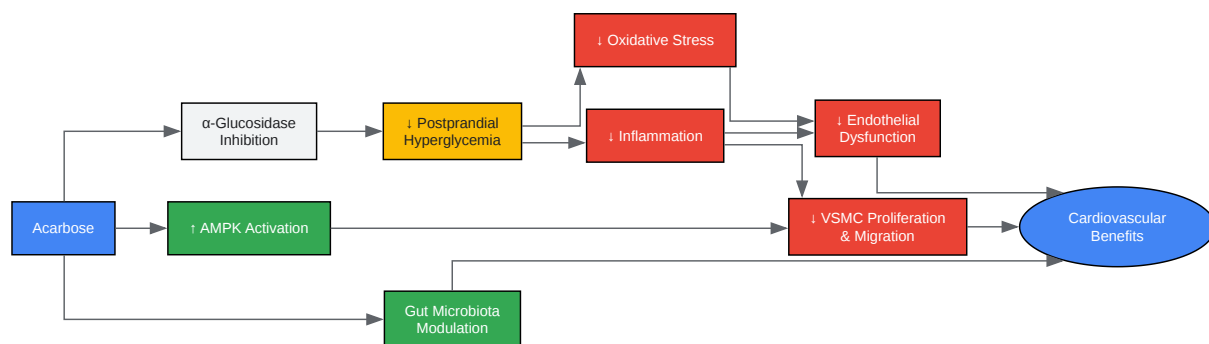 ↓ Oxidative Stress
α-Glucosidase
Inhibition
↓ Postprandial
Hyperglycemia
↓ Inflammation
↓ Endothelial
Dysfunction
Acarbose
↑ AMPK Activation
↓ VSMC Proliferation
& Migration
Cardiovascular
Benefits
Gut Microbiota
Modulation